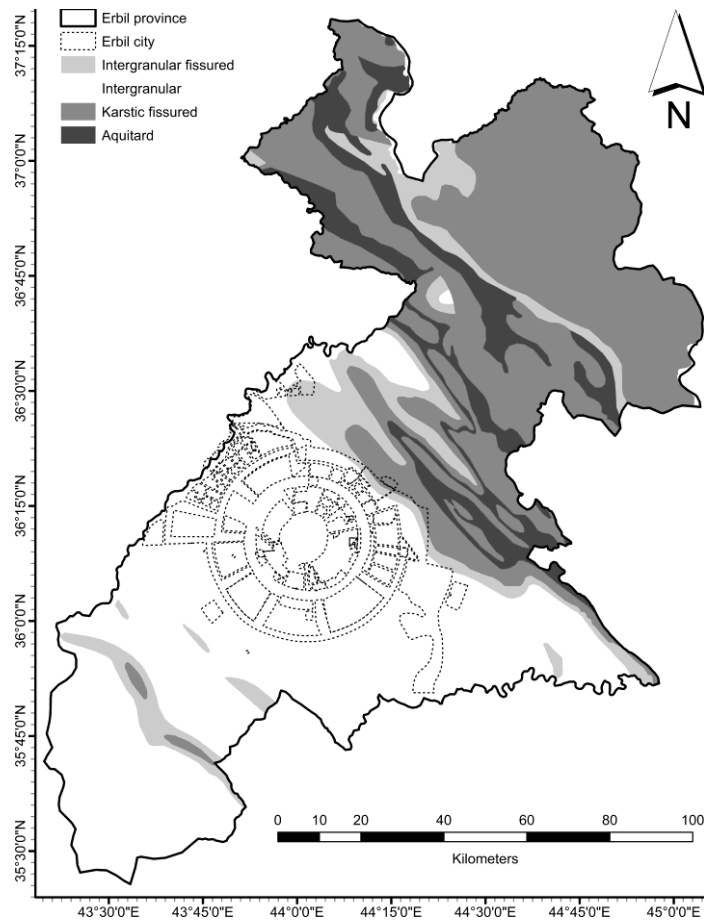 Erbil province
Erbil city
Intergranular fissured
Intergranular
Karstic fissured
Aquitard
N
37°15'0"N
37°0'0"N
36°45'0"N
36°30'0"N
36°15'0"N
36°0'0"N
35°45'0"N
35°30'0"N
0 10 20 40 60 80 100
Kilometers
43°30'0"E 43°45'0"E 44°0'0"E 44°15'0"E 44°30'0"E 44°45'0"E 45°0'0"E